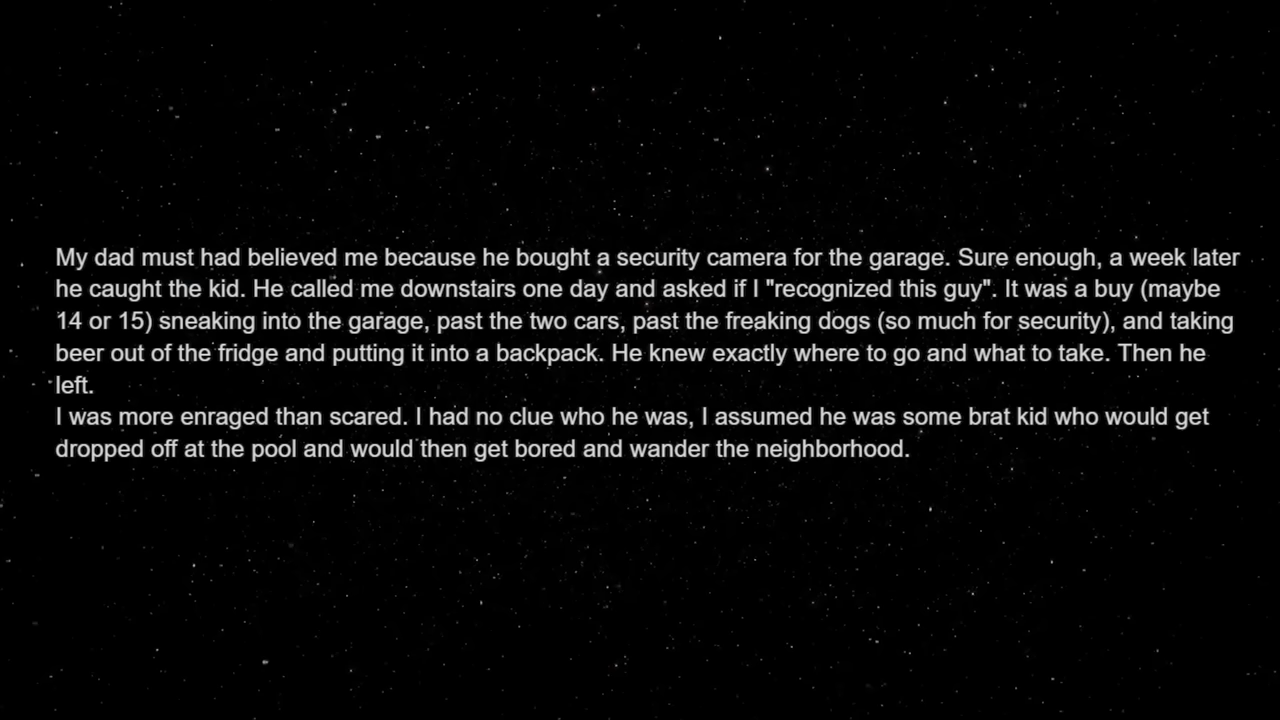 My dad must had believed me because he bought a security camera for the garage. Sure enough, a week later
he caught the kid. He called me downstairs one day and asked if I "recognized this guy". It was a buy (maybe
14 or 15) sneaking into the garage, past the two cars, past the freaking dogs (so much for security), and taking
beer out of the fridge and putting it into a backpack. He knew exactly where to go and what to take. Then he
left.
I was more enraged than scared. I had no clue who he was, I assumed he was some brat kid who would get
dropped off at the pool and would then get bored and wander the neighborhood.